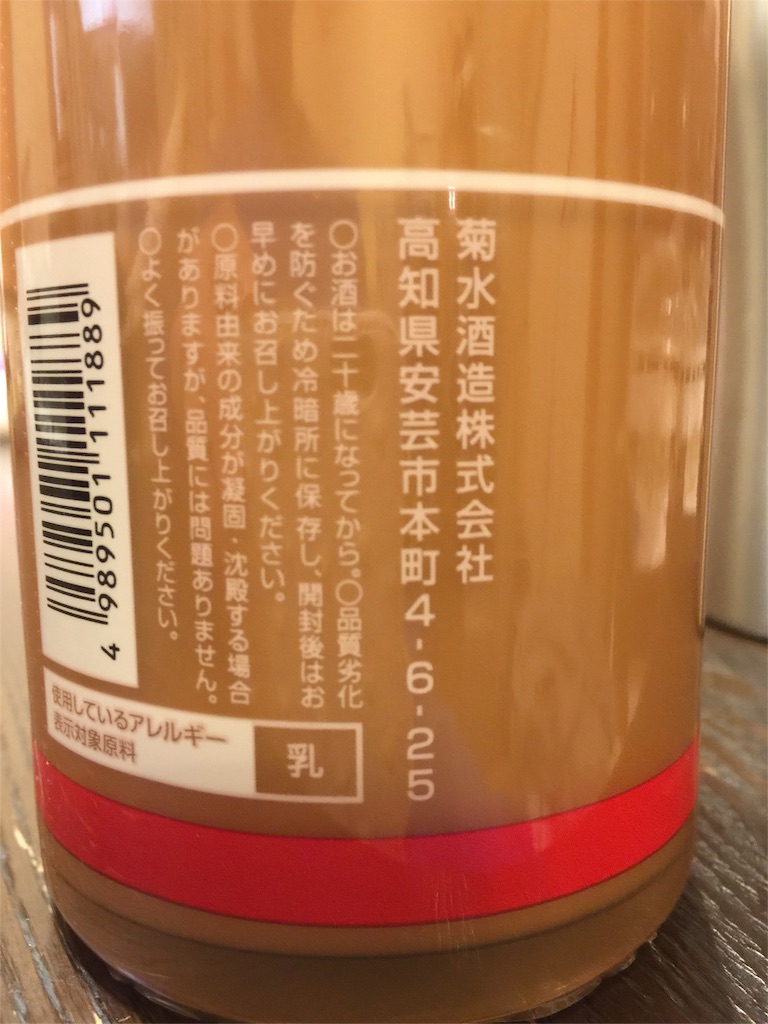 菊水酒造株式会社
高知県安芸市本町4-6-25
○お酒は二十歳になってから。○品質劣化
を防ぐため冷暗所に保存し、開封後はお
早めにお召し上がりください。
○原料由来の成分が凝固・沈殿する場合
がありますが、品質には問題ありません。
○よく振ってお召し上がりください。
4 989501 111889
使用しているアレルギー
表示対象原料
乳